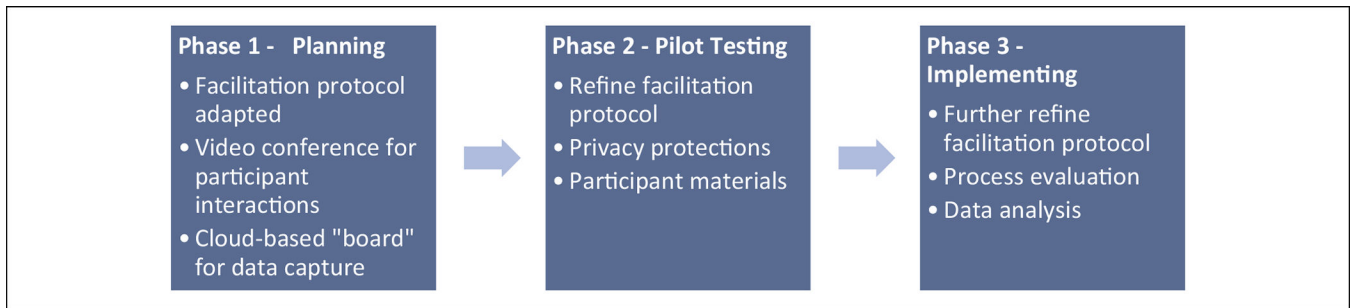 Phase 1 -   Planning
• Facilitation protocol
adapted
• Video conference for
participant
interactions
• Cloud-based "board"
for data capture
Phase 2 - Pilot Testing
• Refine facilitation
protocol
• Privacy protections
• Participant materials
Phase 3 -
Implementing
• Further refine
facilitation protocol
• Process evaluation
• Data analysis